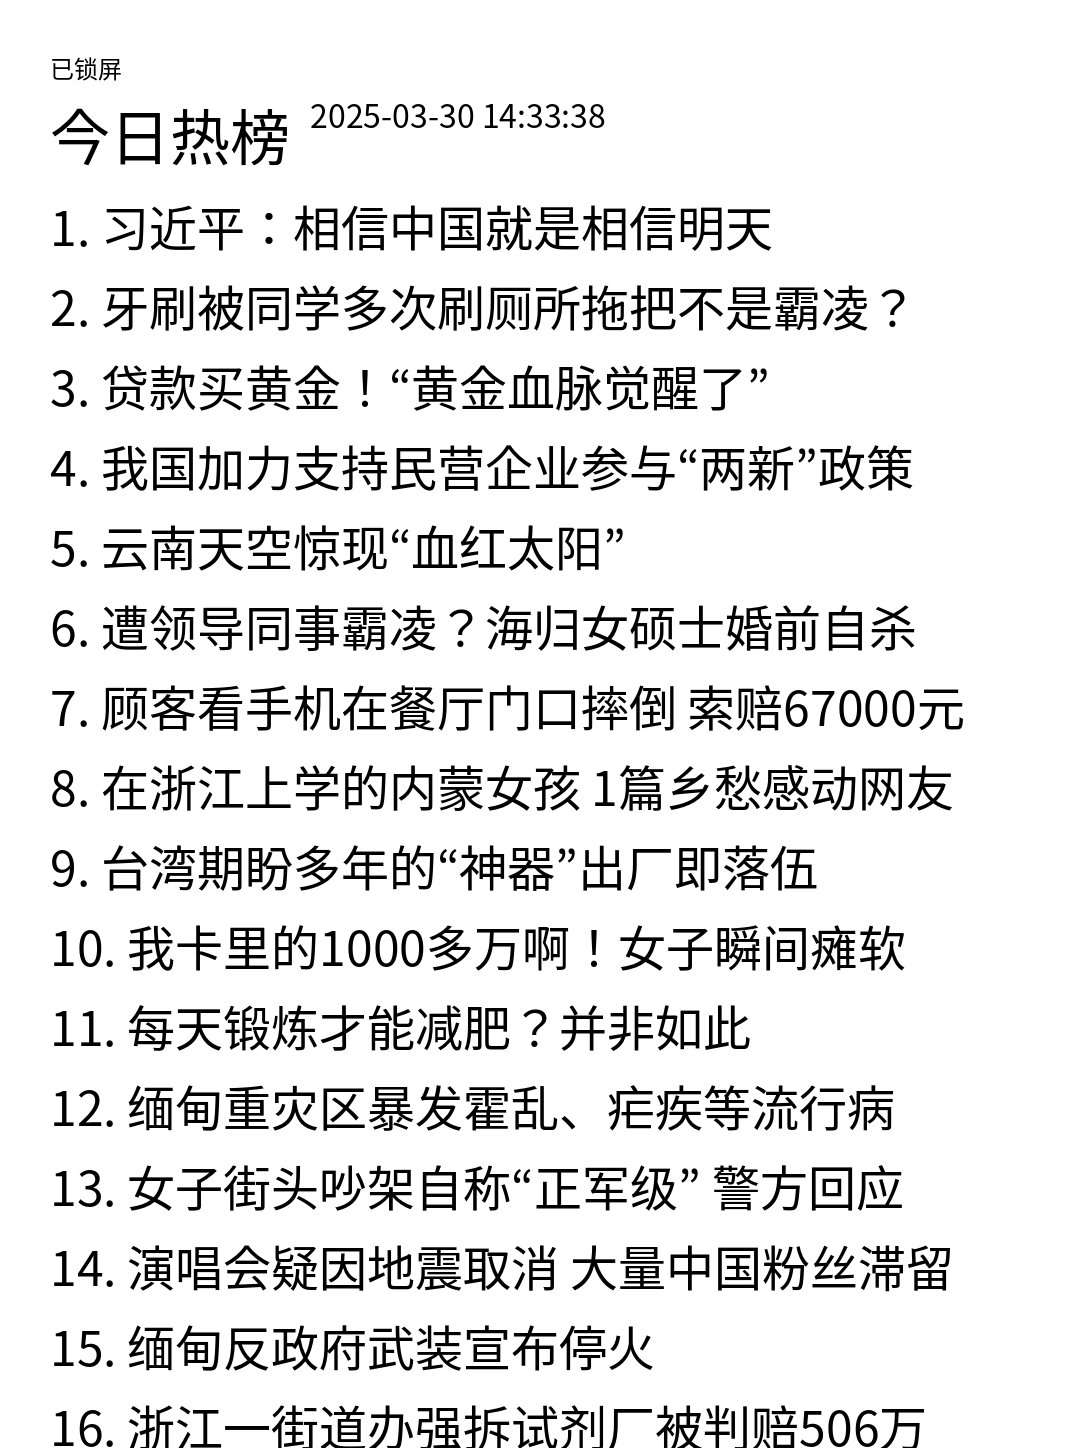 已锁屏
今日热榜 2025-03-30 14:33:38
1. 习近平：相信中国就是相信明天
2. 牙刷被同学多次刷厕所拖把不是霸凌？
3. 贷款买黄金！“黄金血脉觉醒了”
4. 我国加力支持民营企业参与“两新”政策
5. 云南天空惊现“血红太阳”
6. 遭领导同事霸凌？海归女硕士婚前自杀
7. 顾客看手机在餐厅门口摔倒 索赔67000元
8. 在浙江上学的内蒙女孩 1篇乡愁感动网友
9. 台湾期盼多年的“神器”出厂即落伍
10. 我卡里的1000多万啊！女子瞬间瘫软
11. 每天锻炼才能减肥？并非如此
12. 缅甸重灾区暴发霍乱、疟疾等流行病
13. 女子街头吵架自称“正军级” 警方回应
14. 演唱会疑因地震取消 大量中国粉丝滞留
15. 缅甸反政府武装宣布停火
16. 浙江一街道办强拆试剂厂被判赔506万